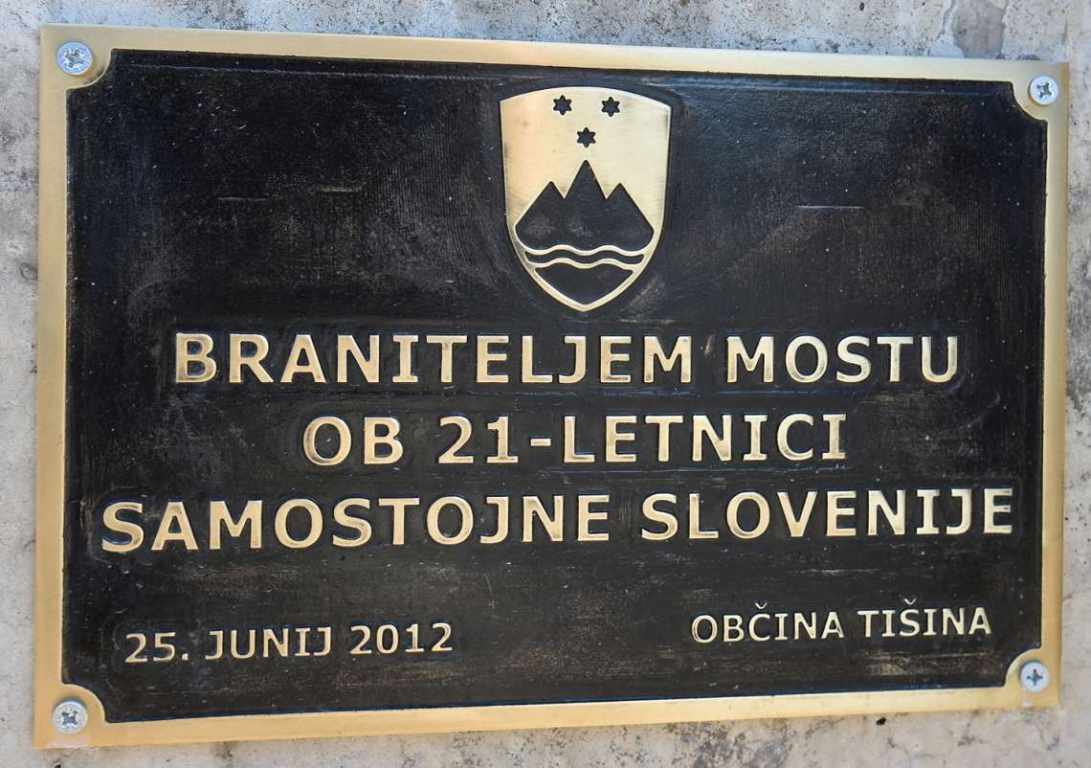 BRANITELJEM MOSTU
OB 21-LETNICI
SAMOSTOJNE SLOVENIJE
25. JUNIJ 2012 OBČINA TIŠINA